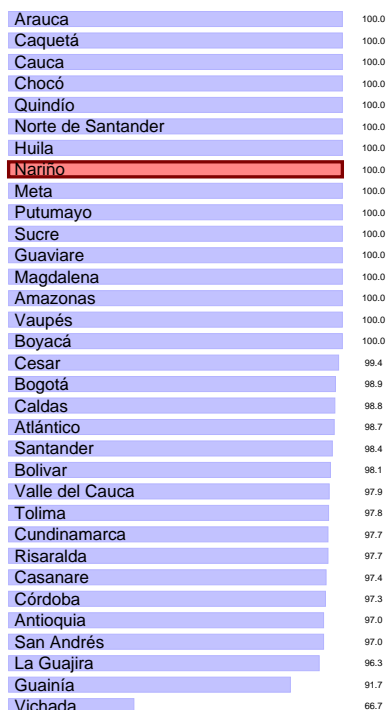 Arauca 100.0
Caquetá 100.0
Cauca 100.0
Chocó 100.0
Quindío 100.0
Norte de Santander 100.0
Huila 100.0
Nariño 100.0
Meta 100.0
Putumayo 100.0
Sucre 100.0
Guaviare 100.0
Magdalena 100.0
Amazonas 100.0
Vaupés 100.0
Boyacá 100.0
Cesar 99.4
Bogotá 98.9
Caldas 98.8
Atlántico 98.7
Santander 98.4
Bolivar 98.1
Valle del Cauca 97.9
Tolima 97.8
Cundinamarca 97.7
Risaralda 97.7
Casanare 97.4
Córdoba 97.3
Antioquia 97.0
San Andrés 97.0
La Guajira 96.3
Guainía 91.7
Vichada 66.7